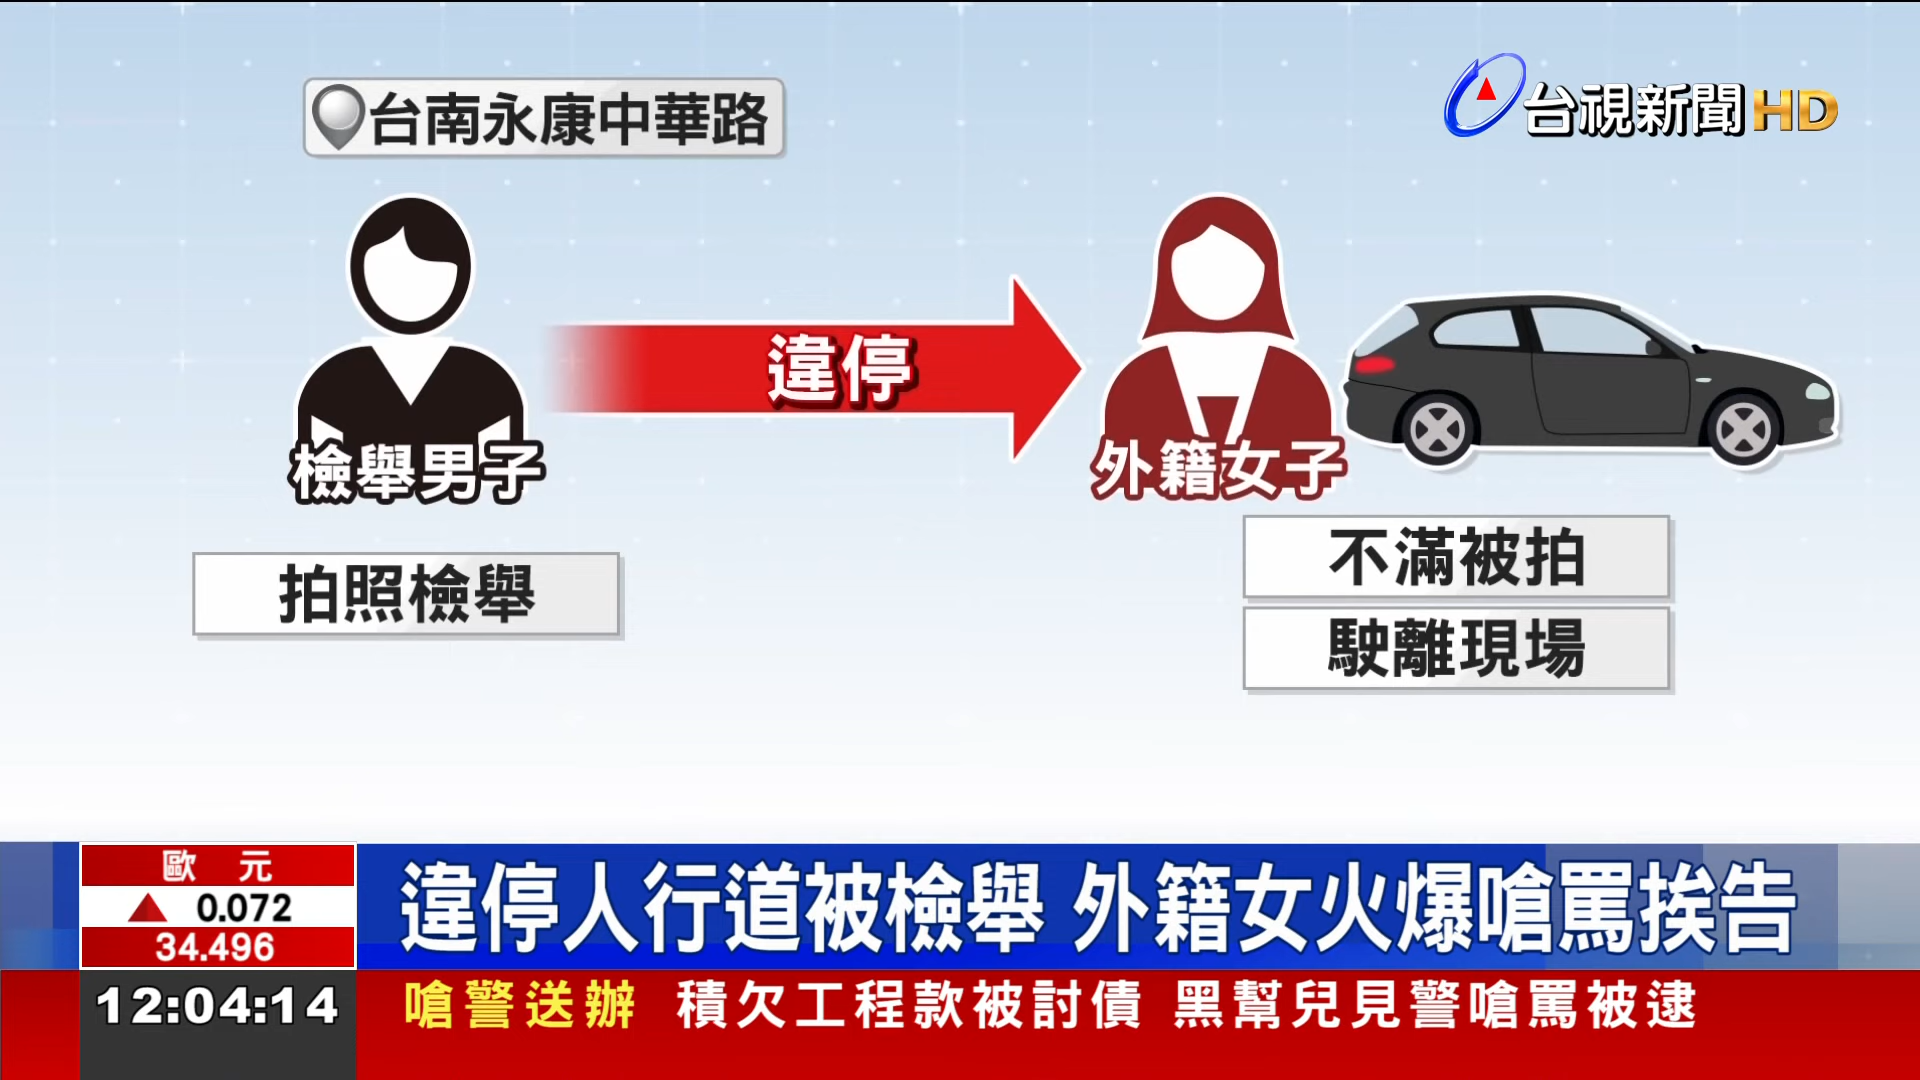 台南永康中華路
台視新聞HD
違停
檢舉男子
外籍女子
拍照檢舉
不滿被拍
駛離現場
歐 元
▲ 0.072
34.496
違停人行道被檢舉 外籍女火爆嗆罵挨告
12:04:14
嗆警送辦 積欠工程款被討債 黑幫兒見警嗆罵被逮